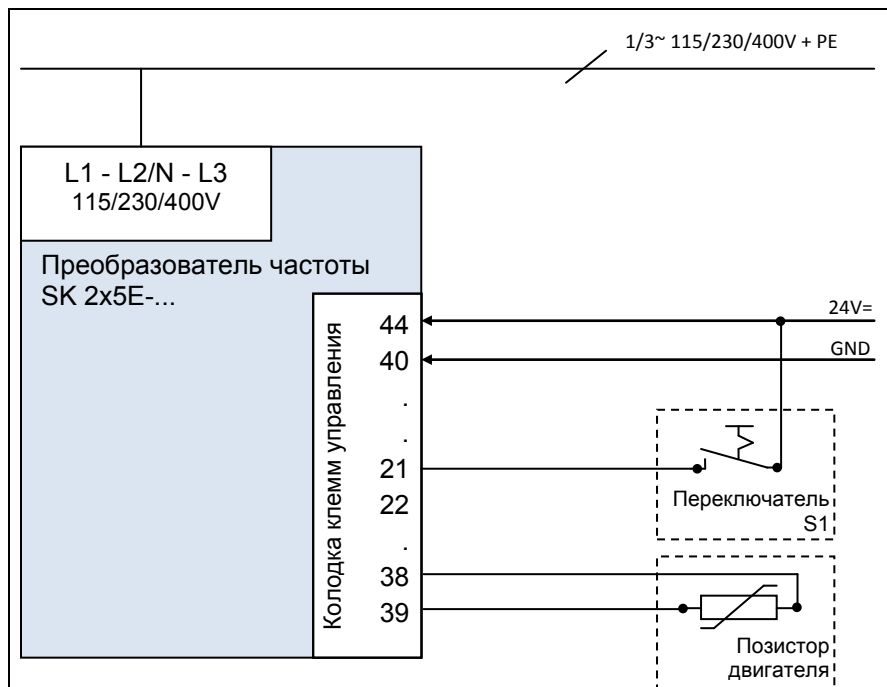 1/3~ 115/230/400V + PE
L1 - L2/N - L3
115/230/400V
Преобразователь частоты
SK 2x5E-...
Колодка клемм управления
44
40
.
.
21
22
.
38
39
24V=
GND
Переключатель
S1
Позистор
двигателя